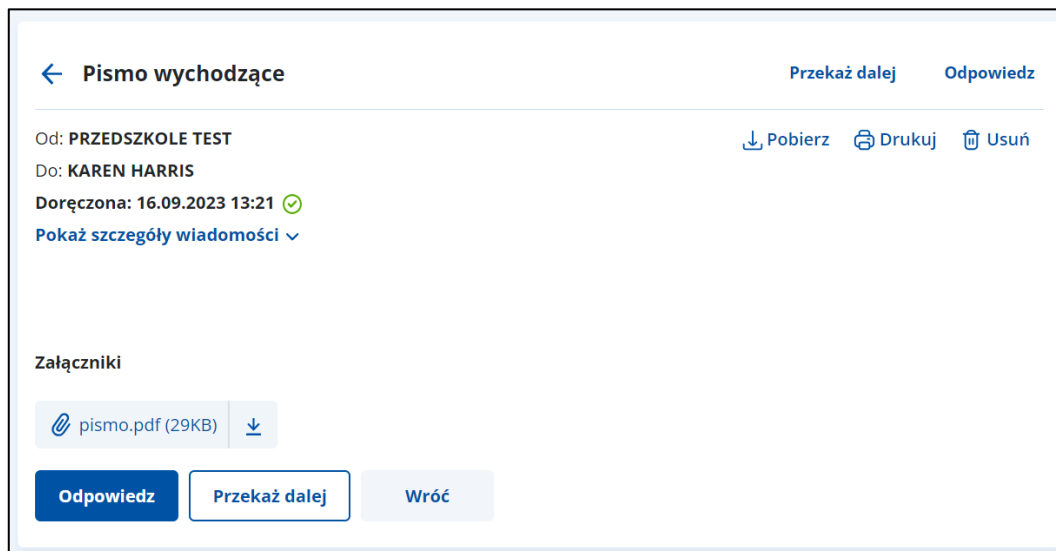 Pismo wychodzące
Przekaż dalej Odpowiedz
Od: PRZEDSZKOLE TEST
Pobierz Drukuj Usuń
Do: KAREN HARRIS
Doręczona: 16.09.2023 13:21
Pokaż szczegóły wiadomości
Załączniki
pismo.pdf (29KB)
Odpowiedz Przekaż dalej Wróć